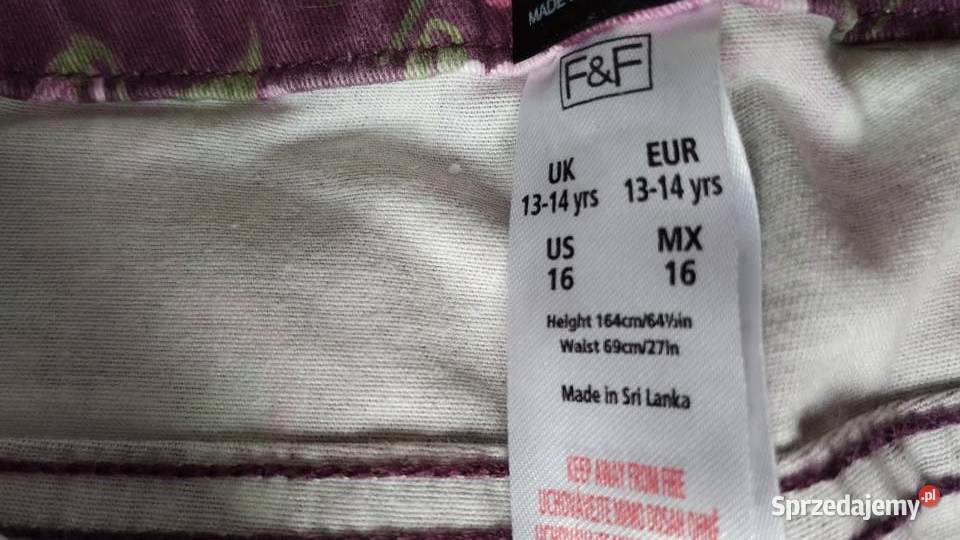 MADE
F&F
UK EUR
13-14 yrs 13-14 yrs
US MX
16 16
Height 164cm/64½in
Waist 69cm/27in
Made in Sri Lanka
KEEP AWAY FROM FIRE
UCHOVÁVEJTE MIMO DOSAH OHNĚ
Sprzedajemy.pl